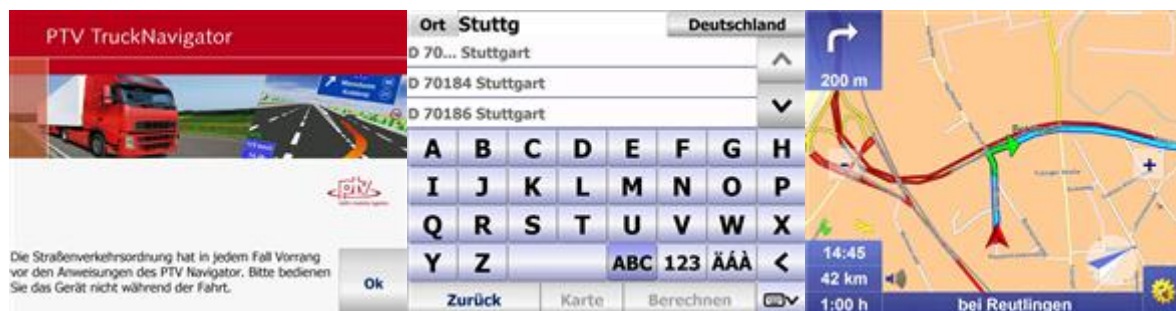 PTV TruckNavigator
ptv
Die Straßenverkehrsordnung hat in jedem Fall Vorrang
vor den Anweisungen des PTV Navigator. Bitte bedienen
Sie das Gerät nicht während der Fahrt.
Ok
Ort Stuttg Deutschland
D 70... Stuttgart
D 70184 Stuttgart
D 70186 Stuttgart
A B C D E F G H
I J K L M N O P
Q R S T U V W X
Y Z ABC 123 ÄÁÀ <
Zurück Karte Berechnen
200 m
- +
14:45
42 km
1:00 h bei Reutlingen